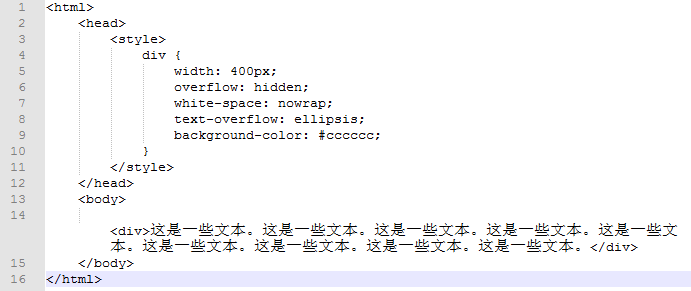 1 <html>
2 <head>
3 <style>
4 div {
5 width: 400px;
6 overflow: hidden;
7 white-space: nowrap;
8 text-overflow: ellipsis;
9 background-color: #cccccc;
10 }
11 </style>
12 </head>
13 <body>
14
<div>这是一些文本。这是一些文本。这是一些文本。这是一些文本。这是一些文
本。这是一些文本。这是一些文本。这是一些文本。这是一些文本。</div>
15 </body>
16 </html>